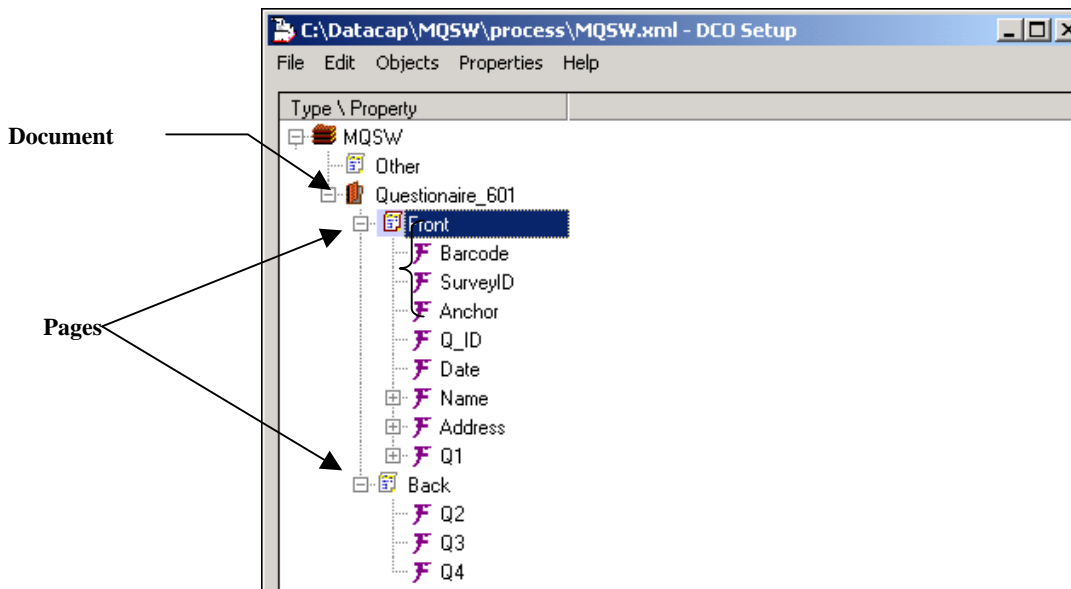 C:\Datacap\MQSW\process\MQSW.xml - DCO Setup
File Edit Objects Properties Help
Type \ Property
MQSW
Document
Other
Questionaire_601
Front
Barcode
SurveyID
Anchor
Pages
Q_ID
Date
Name
Address
Q1
Back
Q2
Q3
Q4